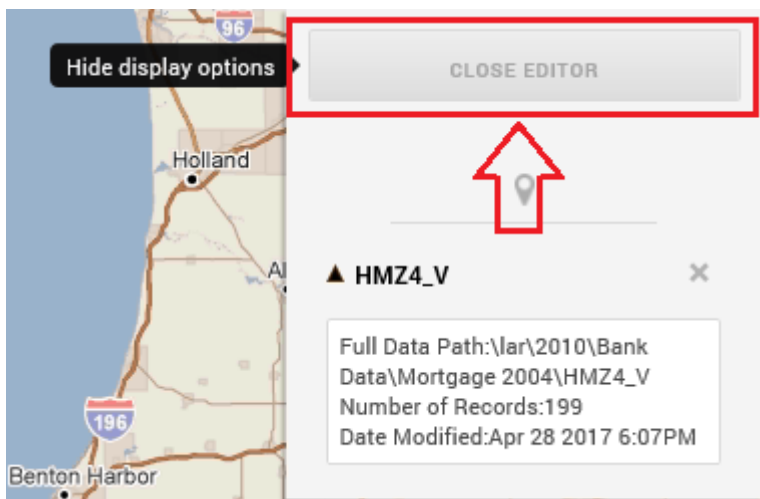 96
Hide display options
CLOSE EDITOR
Holland
Al
HMZ4_V
Full Data Path:\lar\2010\Bank
Data\Mortgage 2004\HMZ4_V
Number of Records:199
Date Modified:Apr 28 2017 6:07PM
196
Benton Harbor